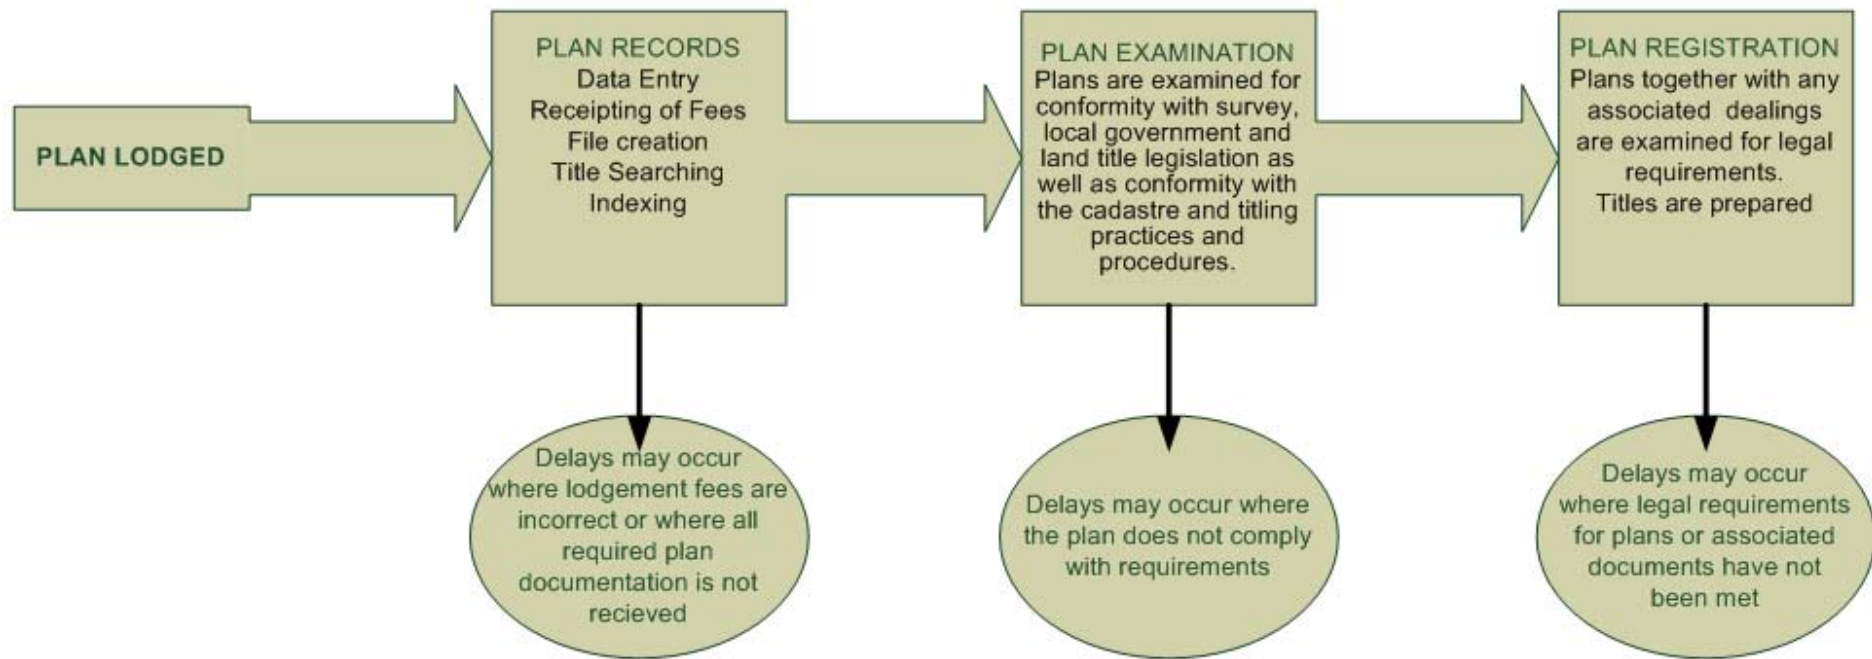 PLAN LODGED
PLAN RECORDS
Data Entry
Receipting of Fees
File creation
Title Searching
Indexing
PLAN EXAMINATION
Plans are examined for
conformity with survey,
local government and
land title legislation as
well as conformity with
the cadastre and titling
practices and
procedures.
PLAN REGISTRATION
Plans together with any
associated dealings
are examined for legal
requirements.
Titles are prepared
Delays may occur
where lodgement fees are
incorrect or where all
required plan
documentation is not
recieved
Delays may occur where
the plan does not comply
with requirements
Delays may occur
where legal requirements
for plans or associated
documents have not
been met